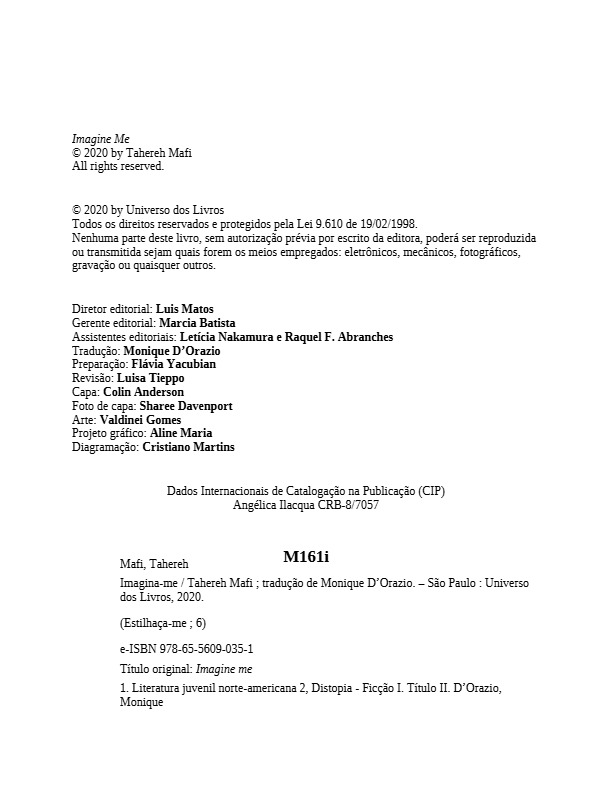 Imagine Me
© 2020 by Tahereh Mafi
All rights reserved.
© 2020 by Universo dos Livros
Todos os direitos reservados e protegidos pela Lei 9.610 de 19/02/1998.
Nenhuma parte deste livro, sem autorização prévia por escrito da editora, poderá ser reproduzida
ou transmitida sejam quais forem os meios empregados: eletrônicos, mecânicos, fotográficos,
gravação ou quaisquer outros.
Diretor editorial: Luis Matos
Gerente editorial: Marcia Batista
Assistentes editoriais: Letícia Nakamura e Raquel F. Abranches
Tradução: Monique D’Orazio
Preparação: Flávia Yacubian
Revisão: Luisa Tieppo
Capa: Colin Anderson
Foto de capa: Sharee Davenport
Arte: Valdinei Gomes
Projeto gráfico: Aline Maria
Diagramação: Cristiano Martins
Dados Internacionais de Catalogação na Publicação (CIP)
Angélica Ilacqua CRB-8/7057
M161i
Mafi, Tahereh
Imagina-me / Tahereh Mafi ; tradução de Monique D’Orazio. – São Paulo : Universo
dos Livros, 2020.
(Estilhaça-me ; 6)
e-ISBN 978-65-5609-035-1
Título original: Imagine me
1. Literatura juvenil norte-americana 2, Distopia - Ficção I. Título II. D’Orazio,
Monique